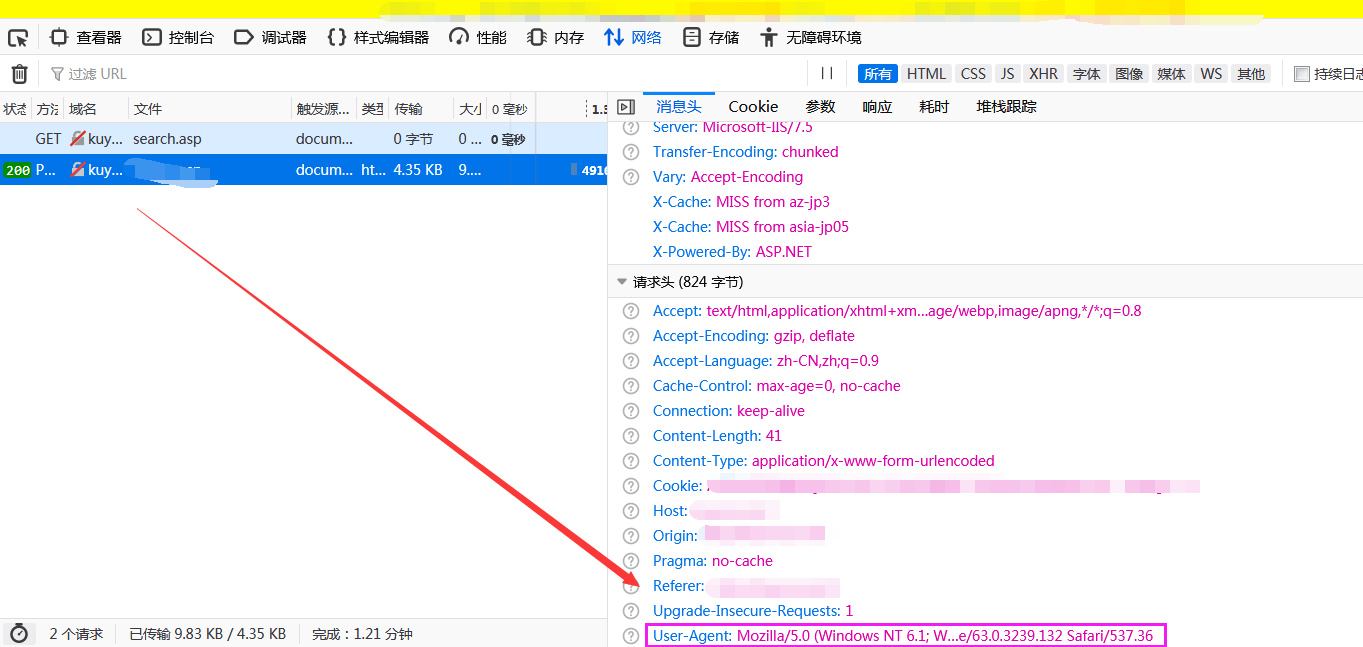 查看器 控制台 调试器 样式编辑器 性能 内存 网络 存储 无障碍环境
过滤 URL
所有 HTML CSS JS XHR 字体 图像 媒体 WS 其他 持续日志
状态 方法 域名 文件 触发源... 类型 传输 大小 0 毫秒
消息头 Cookie 参数 响应 耗时 堆栈跟踪
GET kuy... search.asp docum... 0 字节 0 ... 0 毫秒
200 P... kuy... docum... ht... 4.35 KB 9.... 4916
Server: Microsoft-IIS/7.5
Transfer-Encoding: chunked
Vary: Accept-Encoding
X-Cache: MISS from az-jp3
X-Cache: MISS from asia-jp05
X-Powered-By: ASP.NET
请求头 (824 字节)
Accept: text/html,application/xhtml+xm...age/webp,image/apng,*/*;q=0.8
Accept-Encoding: gzip, deflate
Accept-Language: zh-CN,zh;q=0.9
Cache-Control: max-age=0, no-cache
Connection: keep-alive
Content-Length: 41
Content-Type: application/x-www-form-urlencoded
Cookie:
Host:
Origin:
Pragma: no-cache
Referer:
Upgrade-Insecure-Requests: 1
User-Agent: Mozilla/5.0 (Windows NT 6.1; W...e/63.0.3239.132 Safari/537.36
2 个请求 已传输 9.83 KB / 4.35 KB 完成：1.21 分钟